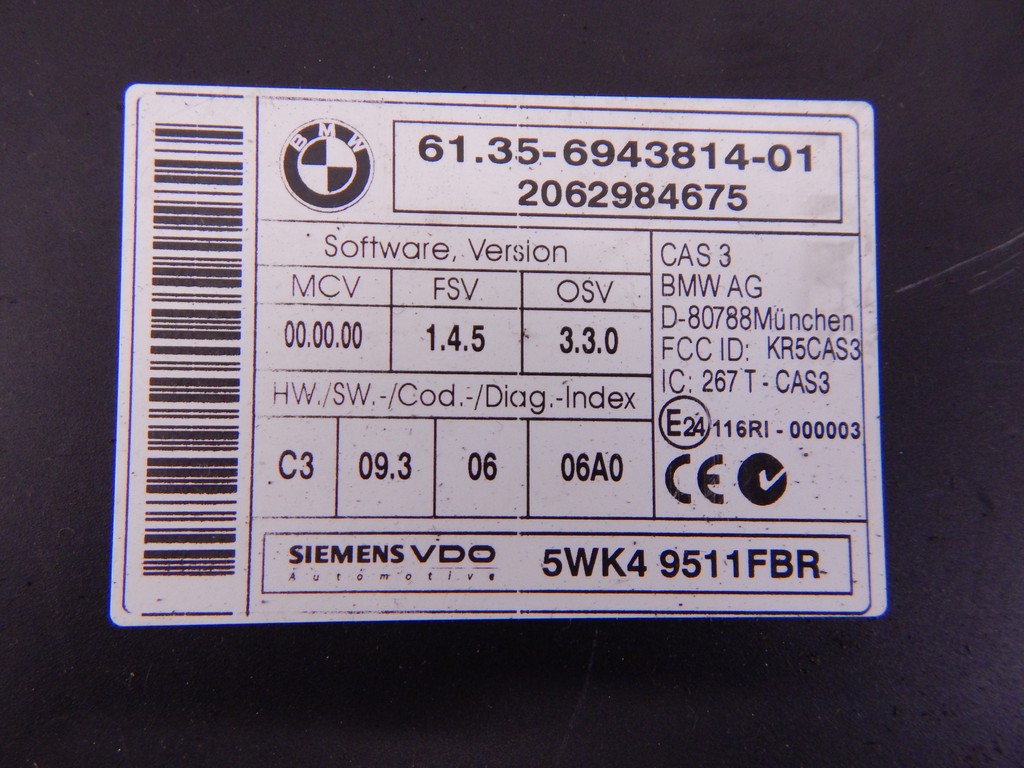 BMW
61.35-6943814-01
2062984675
Software, Version
MCV FSV OSV
00.00.00 1.4.5 3.3.0
HW./SW.-/Cod.-/Diag.-Index
C3 09.3 06 06A0
CAS 3
BMW AG
D-80788München
FCC ID: KR5CAS3
IC: 267 T - CAS3
E24 116RI - 000003
CE
SIEMENS VDO
Automotive
5WK4 9511FBR